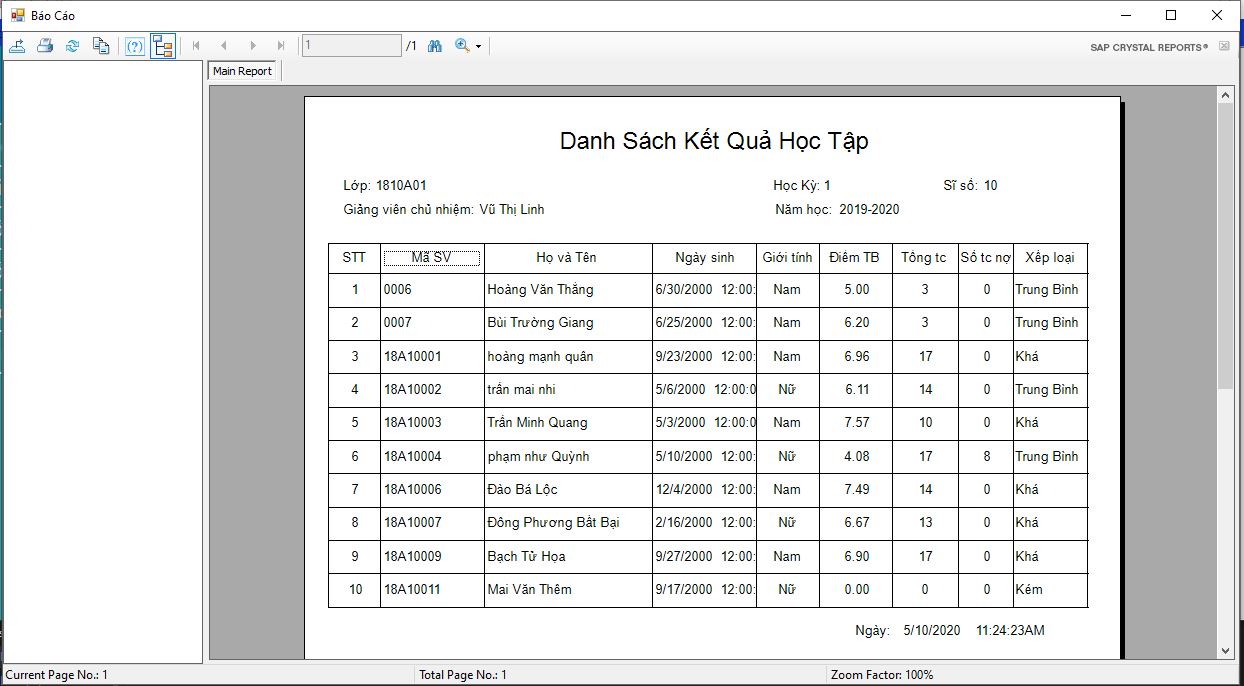 Báo Cáo
1 /1
SAP CRYSTAL REPORTS®
Main Report
Danh Sách Kết Quả Học Tập
Lớp: 1810A01 Học Kỳ: 1 Sĩ số: 10
Giảng viên chủ nhiệm: Vũ Thị Linh Năm học: 2019-2020
STT Mã SV Họ và Tên Ngày sinh Giới tính Điểm TB Tổng tc Số tc nợ Xếp loại
1 0006 Hoàng Văn Thắng 6/30/2000 12:00: Nam 5.00 3 0 Trung Bình
2 0007 Bùi Trường Giang 6/25/2000 12:00: Nam 6.20 3 0 Trung Bình
3 18A10001 hoàng mạnh quân 9/23/2000 12:00: Nam 6.96 17 0 Khá
4 18A10002 trần mai nhi 5/6/2000 12:00:0 Nữ 6.11 14 0 Trung Bình
5 18A10003 Trần Minh Quang 5/3/2000 12:00:0 Nam 7.57 10 0 Khá
6 18A10004 phạm như Quỳnh 5/10/2000 12:00: Nữ 4.08 17 8 Trung Bình
7 18A10006 Đào Bá Lộc 12/4/2000 12:00: Nam 7.49 14 0 Khá
8 18A10007 Đông Phương Bất Bại 2/16/2000 12:00: Nữ 6.67 13 0 Khá
9 18A10009 Bạch Tử Họa 9/27/2000 12:00: Nam 6.90 17 0 Khá
10 18A10011 Mai Văn Thêm 9/17/2000 12:00: Nữ 0.00 0 0 Kém
Ngày: 5/10/2020 11:24:23AM
Current Page No.: 1 Total Page No.: 1 Zoom Factor: 100%